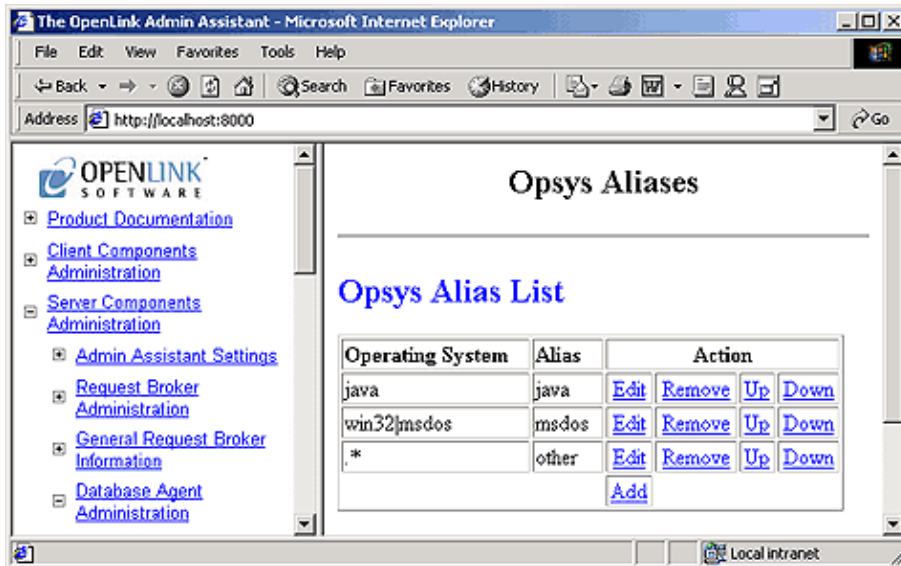 The OpenLink Admin Assistant - Microsoft Internet Explorer
File Edit View Favorites Tools Help
Back Search Favorites History
Address http://localhost:8000 Go
OPENLINK
SOFTWARE
Product Documentation
Client Components
Administration
Server Components
Administration
Admin Assistant Settings
Request Broker
Administration
General Request Broker
Information
Database Agent
Administration
Opsys Aliases
Opsys Alias List
Operating System Alias Action
java java Edit Remove Up Down
win32|msdos msdos Edit Remove Up Down
.* other Edit Remove Up Down
Add
Local intranet